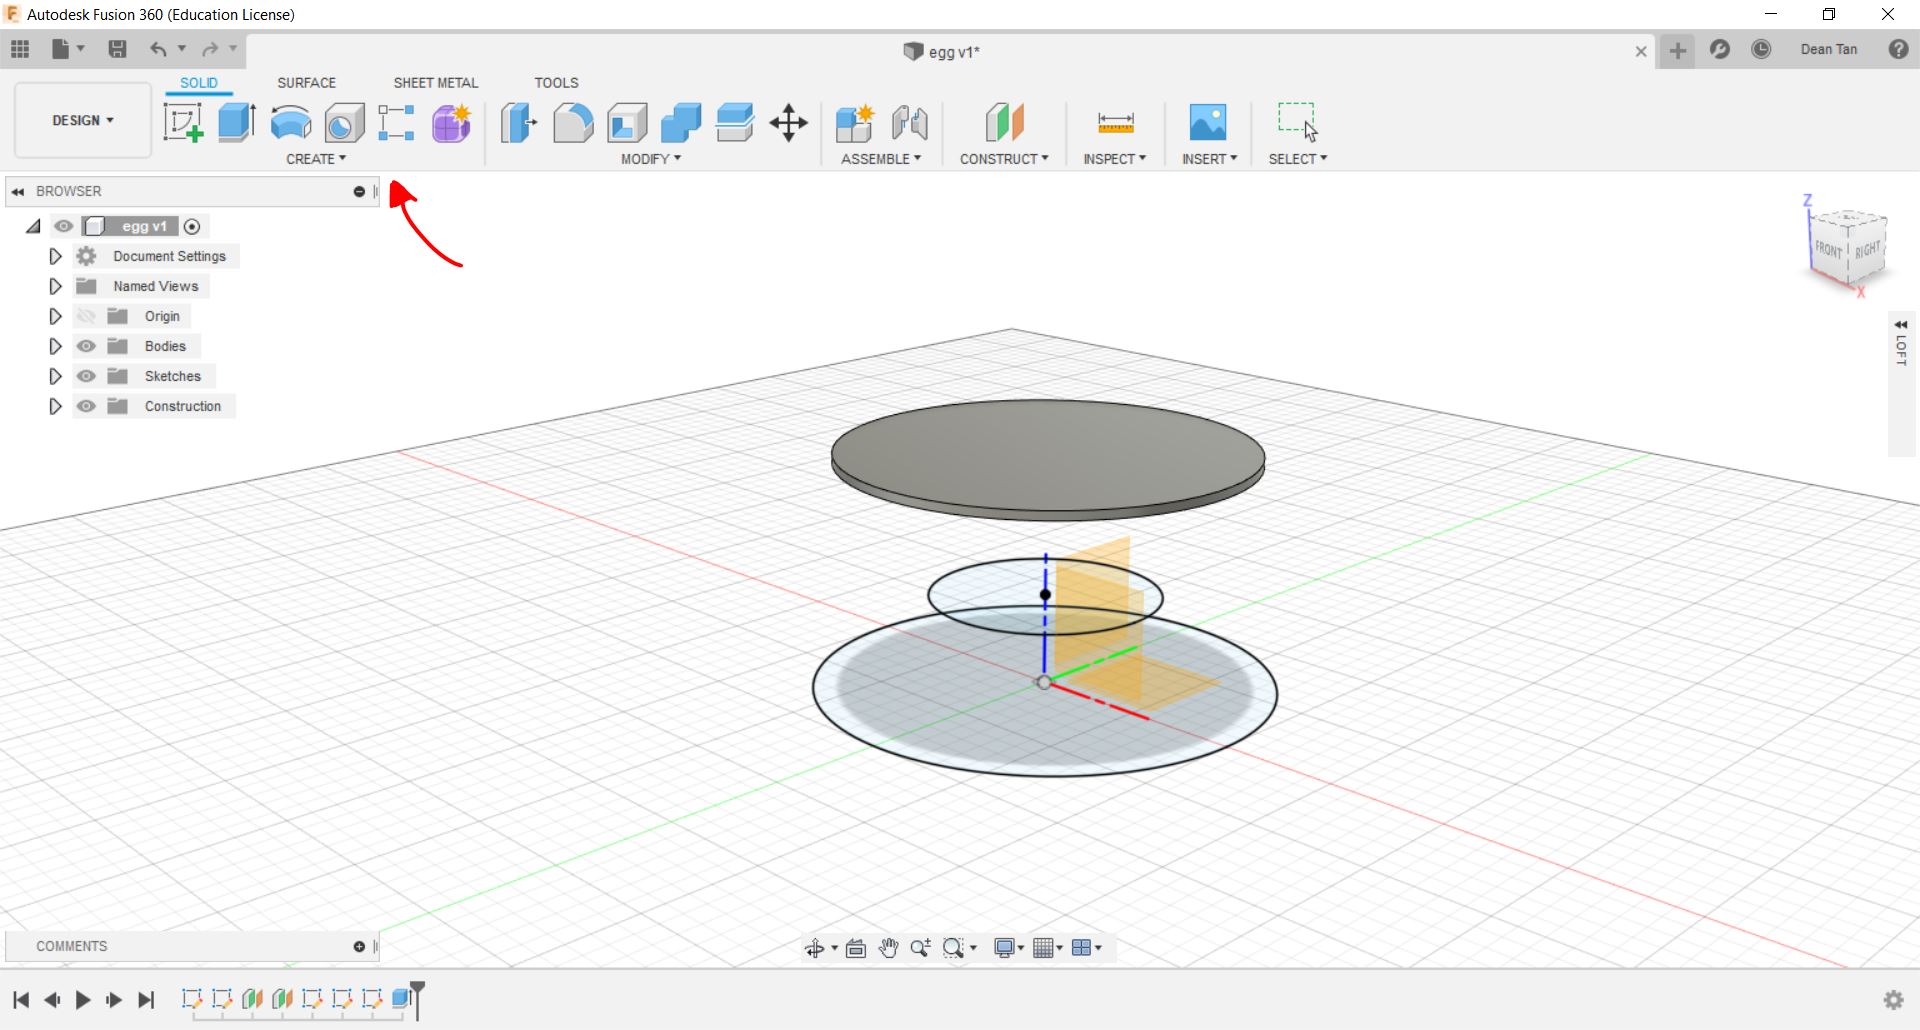 Autodesk Fusion 360 (Education License)
egg v1*
Dean Tan
SOLID SURFACE SHEET METAL TOOLS
DESIGN
CREATE MODIFY ASSEMBLE CONSTRUCT INSPECT INSERT SELECT
BROWSER
egg v1
Document Settings
Named Views
Origin
Bodies
Sketches
Construction
Z
FRONT RIGHT
X
LOFT
COMMENTS